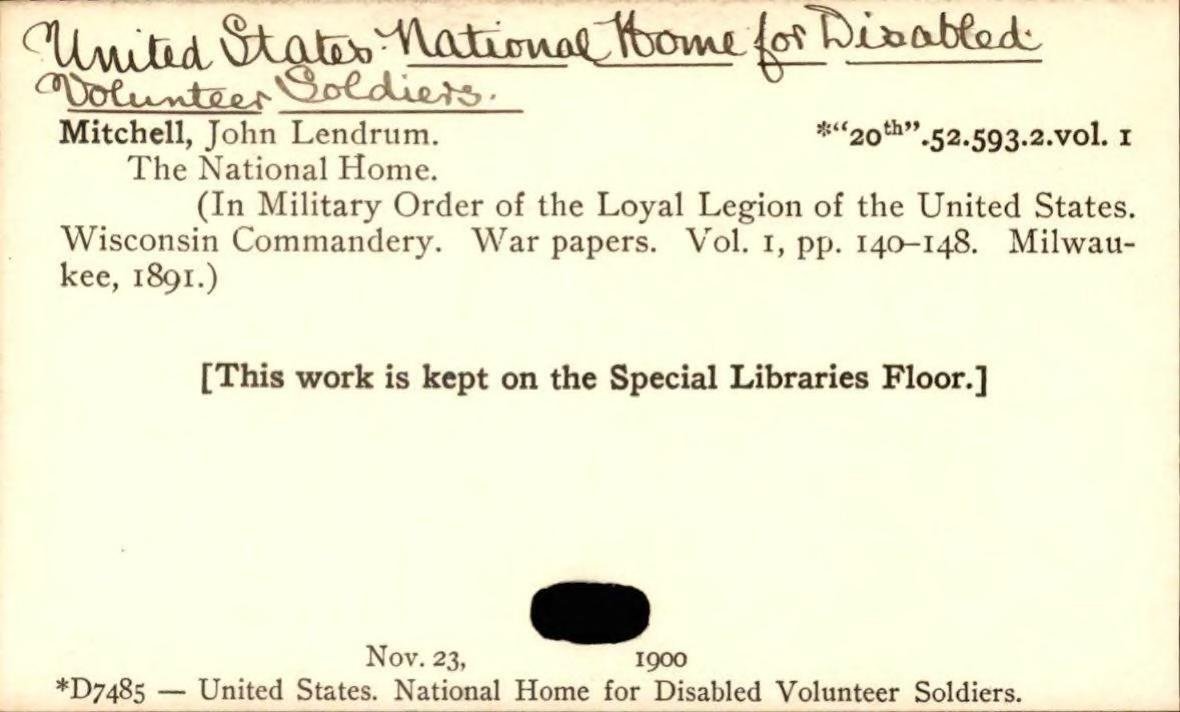 United States. National Home for Disabled
Volunteer Soldiers.
Mitchell, John Lendrum. *“20th”.52.593.2.vol. 1
The National Home.
(In Military Order of the Loyal Legion of the United States.
Wisconsin Commandery. War papers. Vol. 1, pp. 140–148. Milwau-
kee, 1891.)
[This work is kept on the Special Libraries Floor.]
Nov. 23, 1900
*D7485 — United States. National Home for Disabled Volunteer Soldiers.